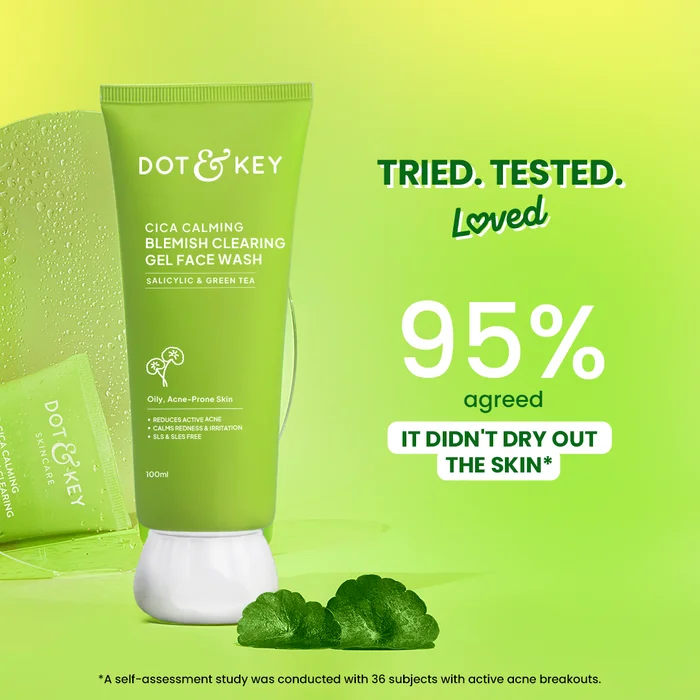 DOT & KEY
CICA CALMING
BLEMISH CLEARING
GEL FACE WASH
SALICYLIC & GREEN TEA
Oily, Acne-Prone Skin
• REDUCES ACTIVE ACNE
• CALMS REDNESS & IRRITATION
• SLS & SLES FREE
100ml
DOT & KEY
SKINCARE
CICA CALMING
CLEARING
TRIED. TESTED.
Loved
95%
agreed
IT DIDN'T DRY OUT
THE SKIN*
*A self-assessment study was conducted with 36 subjects with active acne breakouts.